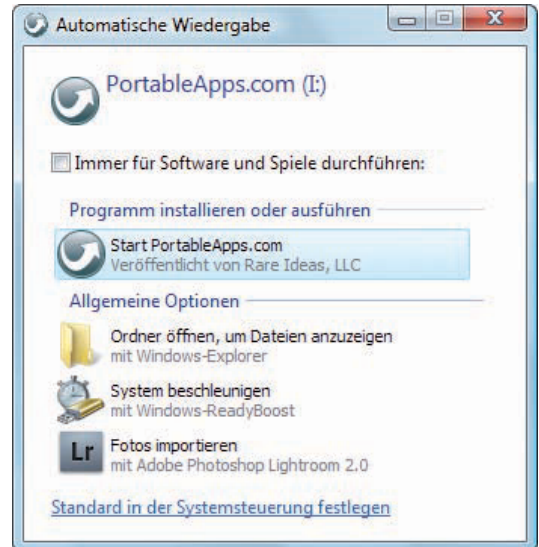 Automatische Wiedergabe
PortableApps.com (I:)
Immer für Software und Spiele durchführen:
Programm installieren oder ausführen
Start PortableApps.com
Veröffentlicht von Rare Ideas, LLC
Allgemeine Optionen
Ordner öffnen, um Dateien anzuzeigen
mit Windows-Explorer
System beschleunigen
mit Windows-ReadyBoost
Lr
Fotos importieren
mit Adobe Photoshop Lightroom 2.0
Standard in der Systemsteuerung festlegen